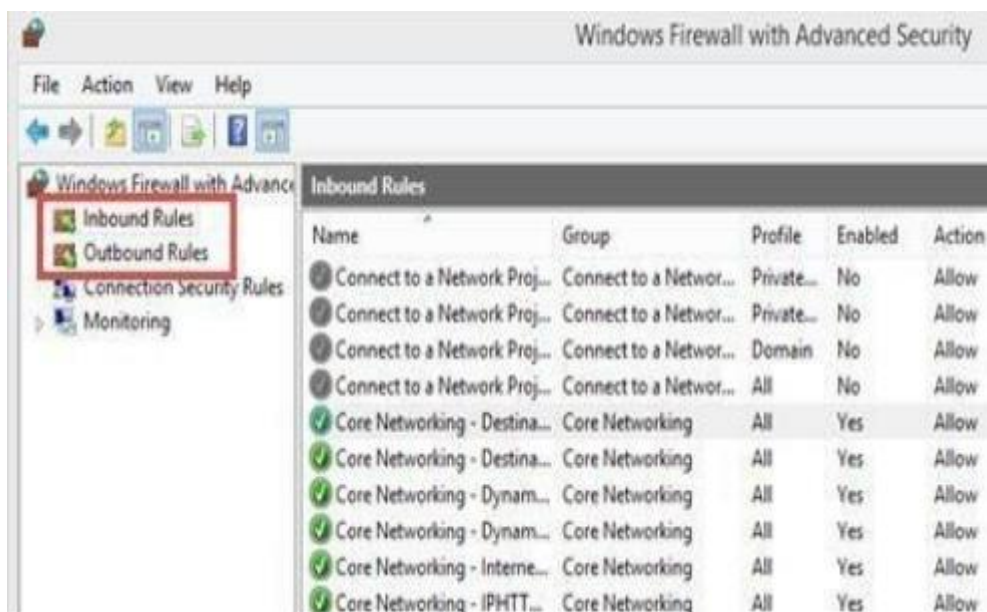 Windows Firewall with Advanced Security
File Action View Help
Windows Firewall with Advance
Inbound Rules
Outbound Rules
Connection Security Rules
Monitoring
Inbound Rules
Name Group Profile Enabled Action
Connect to a Network Proj... Connect to a Networ... Private... No Allow
Connect to a Network Proj... Connect to a Networ... Private... No Allow
Connect to a Network Proj... Connect to a Networ... Domain No Allow
Connect to a Network Proj... Connect to a Networ... All No Allow
Core Networking - Destina... Core Networking All Yes Allow
Core Networking - Destina... Core Networking All Yes Allow
Core Networking - Dynam... Core Networking All Yes Allow
Core Networking - Dynam... Core Networking All Yes Allow
Core Networking - Interne... Core Networking All Yes Allow
Core Networking - IPHTT... Core Networking All Yes Allow